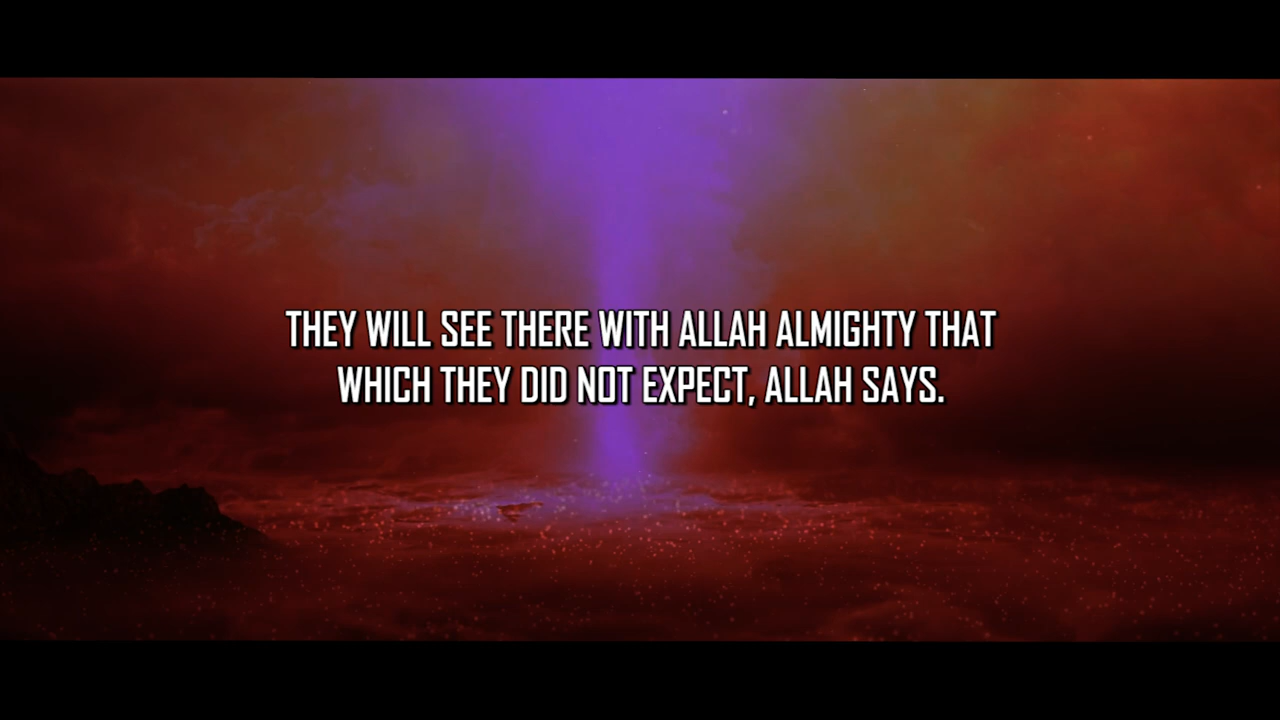 THEY WILL SEE THERE WITH ALLAH ALMIGHTY THAT
WHICH THEY DID NOT EXPECT, ALLAH SAYS.